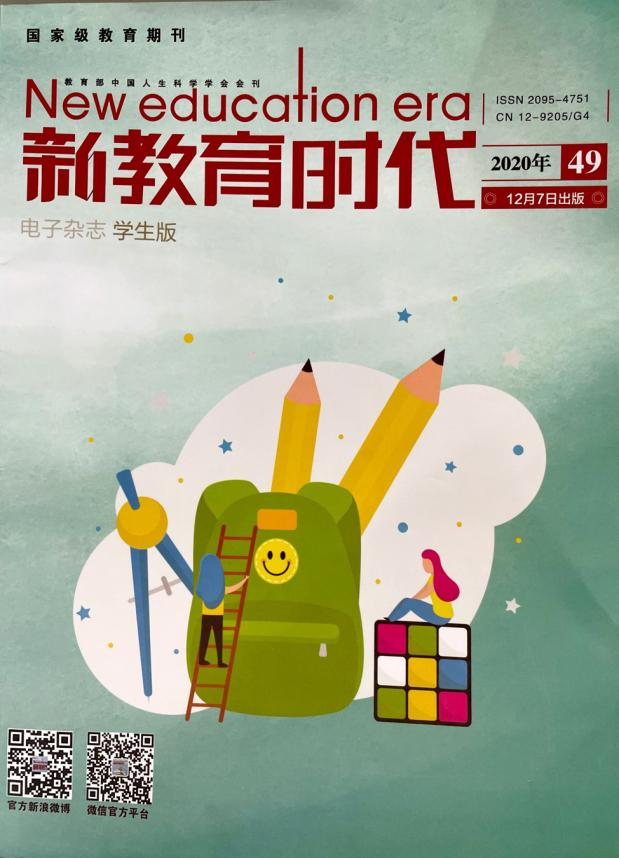 国家级教育期刊
教育部中国人生科学学会会刊
New education era
ISSN 2095-4751
CN 12-9205/G4
新教育时代
2020年 49
12月7日出版
电子杂志 学生版
官方新浪微博 微信官方平台